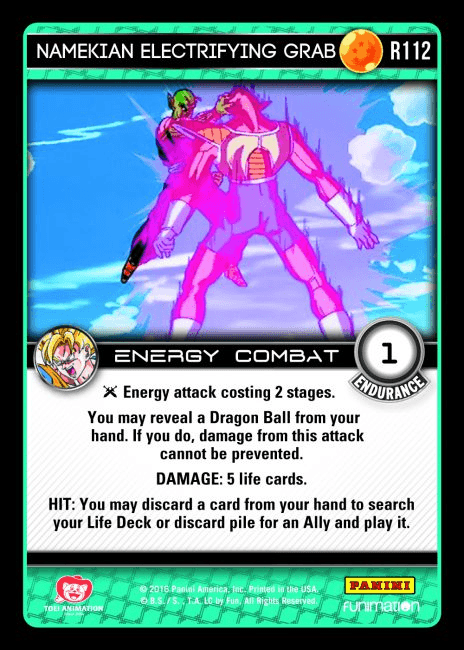 NAMEKIAN ELECTRIFYING GRAB R112
ENERGY COMBAT 1
ENDURANCE
Energy attack costing 2 stages.
You may reveal a Dragon Ball from your
hand. If you do, damage from this attack
cannot be prevented.
DAMAGE: 5 life cards.
HIT: You may discard a card from your hand to search
your Life Deck or discard pile for an Ally and play it.
TOEI ANIMATION
© 2016 Panini America, Inc. Printed in the USA.
© B.S. / S., T.A. LC by Fun. All Rights Reserved.
PANINI
FUNIMATION